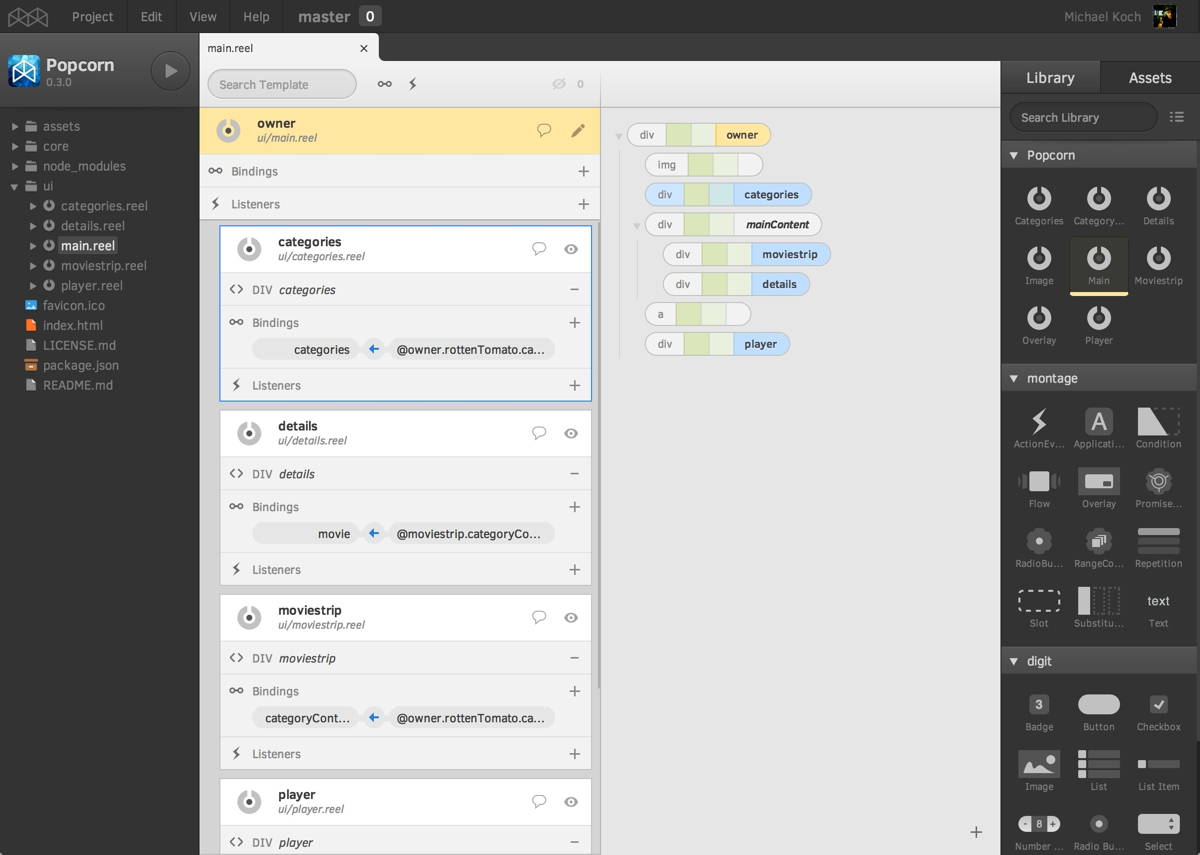 Project Edit View Help master 0 Michael Koch
Popcorn
0.3.0
assets
core
node_modules
ui
categories.reel
details.reel
main.reel
moviestrip.reel
player.reel
favicon.ico
index.html
LICENSE.md
package.json
README.md
main.reel
Search Template 0
owner
ui/main.reel
Bindings
Listeners
categories
ui/categories.reel
DIV categories
Bindings
categories @owner.rottenTomato.ca...
Listeners
details
ui/details.reel
DIV details
Bindings
movie @moviestrip.categoryCo...
Listeners
moviestrip
ui/moviestrip.reel
DIV moviestrip
Bindings
categoryCont... @owner.rottenTomato.ca...
Listeners
player
ui/player.reel
DIV player
div owner
img
div categories
div mainContent
div moviestrip
div details
a
div player
Library Assets
Search Library
Popcorn
Categories Category... Details
Image Main Moviestrip
Overlay Player
montage
ActionEv... A Applicati... Condition
Flow Overlay Promise...
RadioBu... RangeCo... Repetition
text
Slot Substitu... Text
digit
3
Badge Button Checkbox
Image List List Item
- 8 +
Number ... Radio Bu... Select